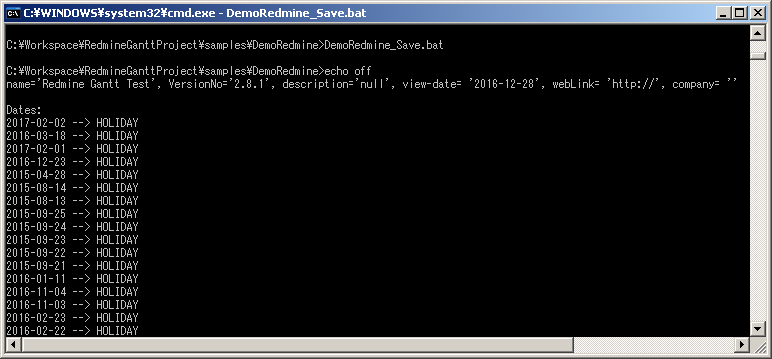 C:¥WINDOWS¥system32¥cmd.exe - DemoRedmine_Save.bat
C:¥Workspace¥RedmineGanttProject¥samples¥DemoRedmine>DemoRedmine_Save.bat
C:¥Workspace¥RedmineGanttProject¥samples¥DemoRedmine>echo off
name='Redmine Gantt Test', VersionNo='2.8.1', description='null', view-date= '2016-12-28', webLink= 'http://', company= ''
Dates:
2017-02-02 --> HOLIDAY
2016-03-18 --> HOLIDAY
2017-02-01 --> HOLIDAY
2016-12-23 --> HOLIDAY
2015-04-28 --> HOLIDAY
2015-08-14 --> HOLIDAY
2015-08-13 --> HOLIDAY
2015-09-25 --> HOLIDAY
2015-09-24 --> HOLIDAY
2015-09-23 --> HOLIDAY
2015-09-22 --> HOLIDAY
2015-09-21 --> HOLIDAY
2016-01-11 --> HOLIDAY
2016-11-04 --> HOLIDAY
2016-11-03 --> HOLIDAY
2016-02-23 --> HOLIDAY
2016-02-22 --> HOLIDAY